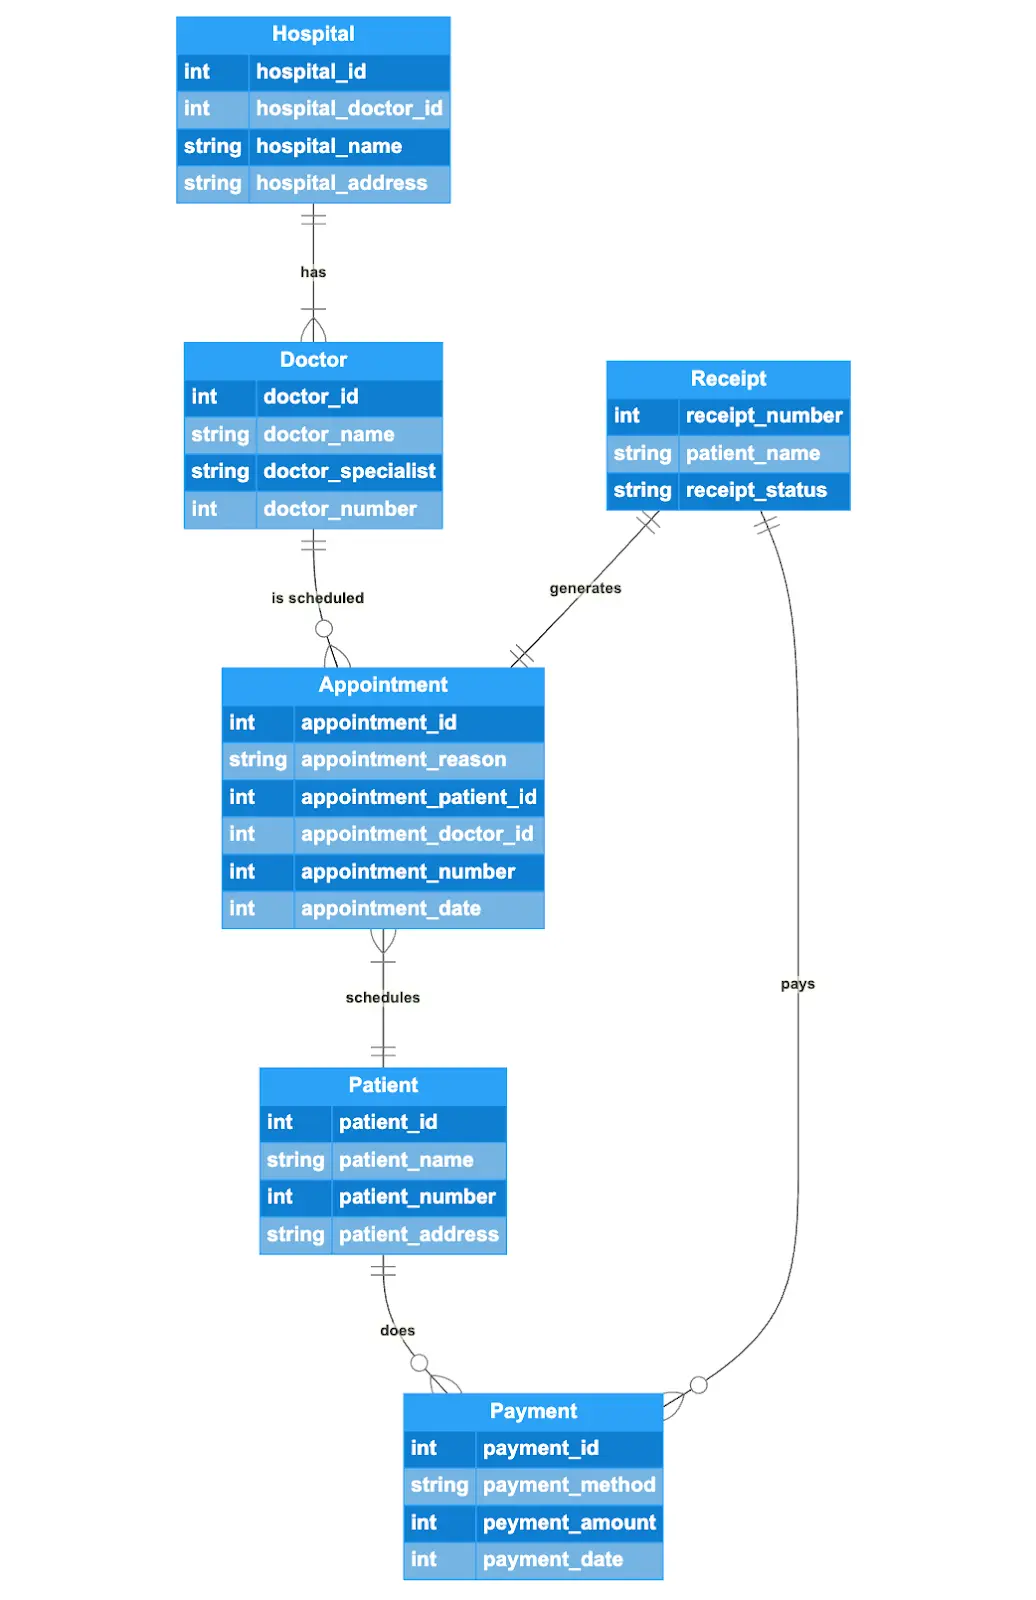 Hospital
int hospital_id
int hospital_doctor_id
string hospital_name
string hospital_address
has
Doctor
int doctor_id
string doctor_name
string doctor_specialist
int doctor_number
Receipt
int receipt_number
string patient_name
string receipt_status
is scheduled
generates
Appointment
int appointment_id
string appointment_reason
int appointment_patient_id
int appointment_doctor_id
int appointment_number
int appointment_date
pays
schedules
Patient
int patient_id
string patient_name
int patient_number
string patient_address
does
Payment
int payment_id
string payment_method
int peyment_amount
int payment_date